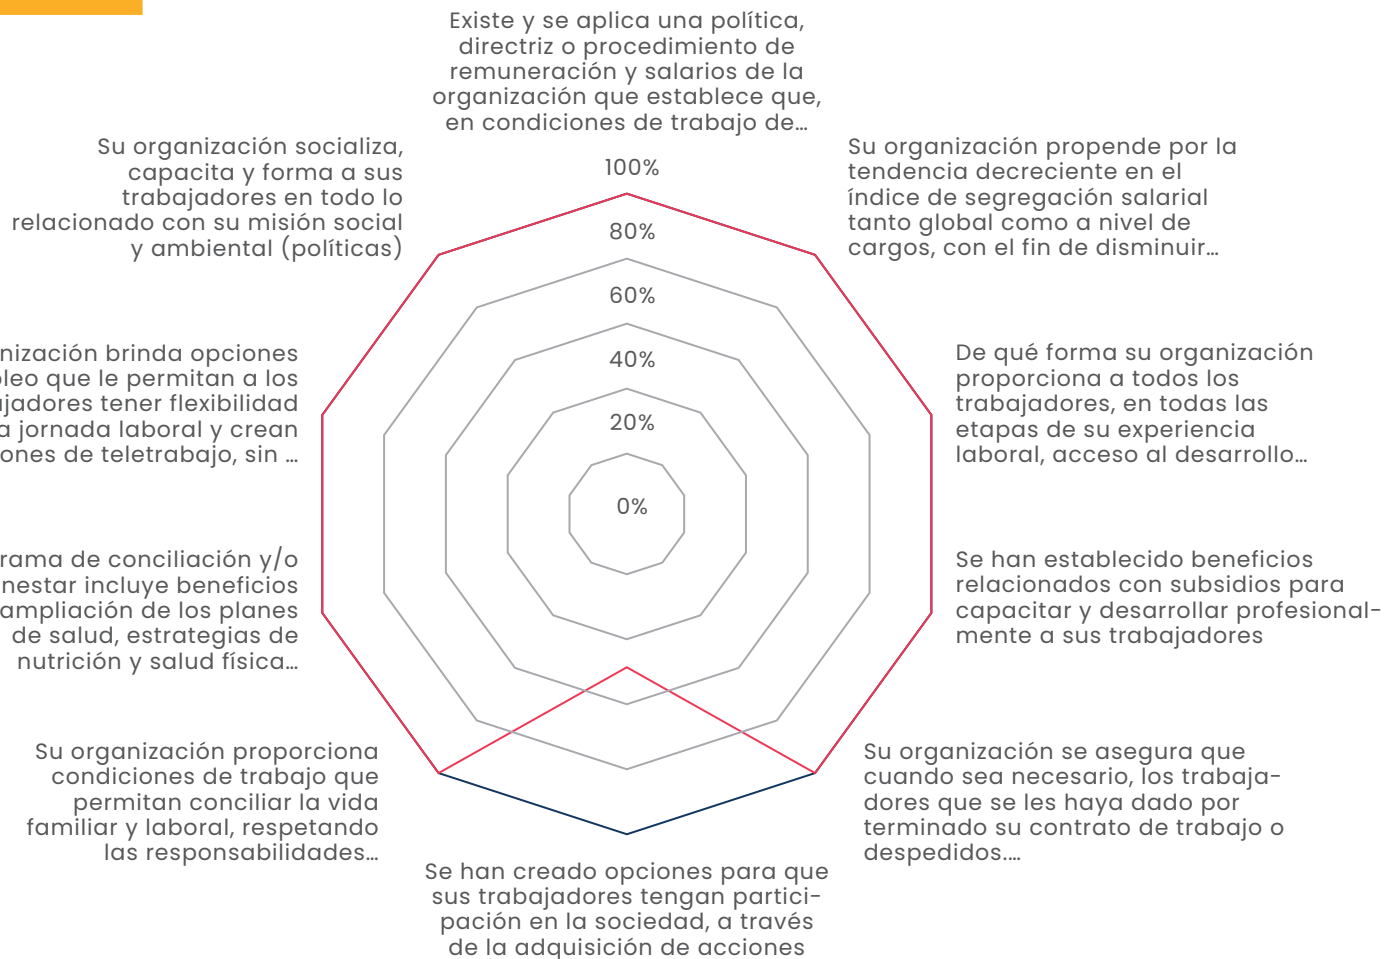 Existe y se aplica una política,
directriz o procedimiento de
remuneración y salarios de la
organización que establece que,
en condiciones de trabajo de…
Su organización socializa,
capacita y forma a sus
trabajadores en todo lo
relacionado con su misión social
y ambiental (políticas)
Su organización propende por la
tendencia decreciente en el
índice de segregación salarial
tanto global como a nivel de
cargos, con el fin de disminuir…
100%
80%
60%
40%
20%
0%
brinda opciones
que le permitan a los
tener flexibilidad
jornada laboral y crean
de teletrabajo, sin …
De qué forma su organización
proporciona a todos los
trabajadores, en todas las
etapas de su experiencia
laboral, acceso al desarrollo…
de conciliación y/o
incluye beneficios
ampliación de los planes
de salud, estrategias de
nutrición y salud física…
Se han establecido beneficios
relacionados con subsidios para
capacitar y desarrollar profesional-
mente a sus trabajadores
Su organización proporciona
condiciones de trabajo que
permitan conciliar la vida
familiar y laboral, respetando
las responsabilidades…
Su organización se asegura que
cuando sea necesario, los trabaja-
dores que se les haya dado por
terminado su contrato de trabajo o
despedidos.…
Se han creado opciones para que
sus trabajadores tengan partici-
pación en la sociedad, a través
de la adquisición de acciones